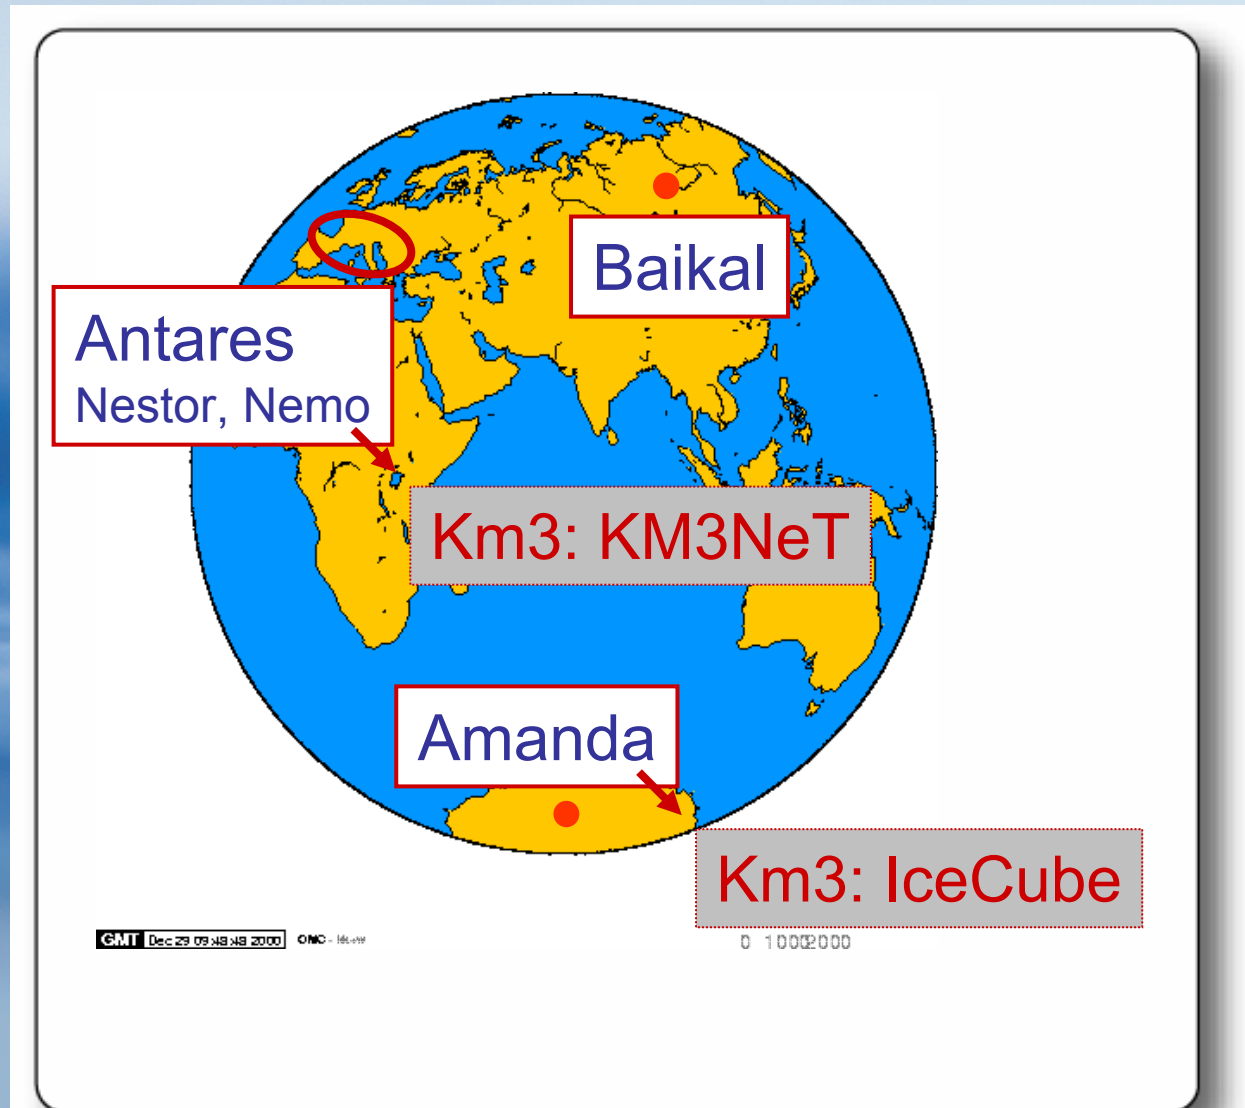 Baikal
Antares
Nestor, Nemo
Km3: KM3NeT
Amanda
Km3: IceCube
GMT Dec 29 09:48:48 2000 OMC -
0 1000 2000